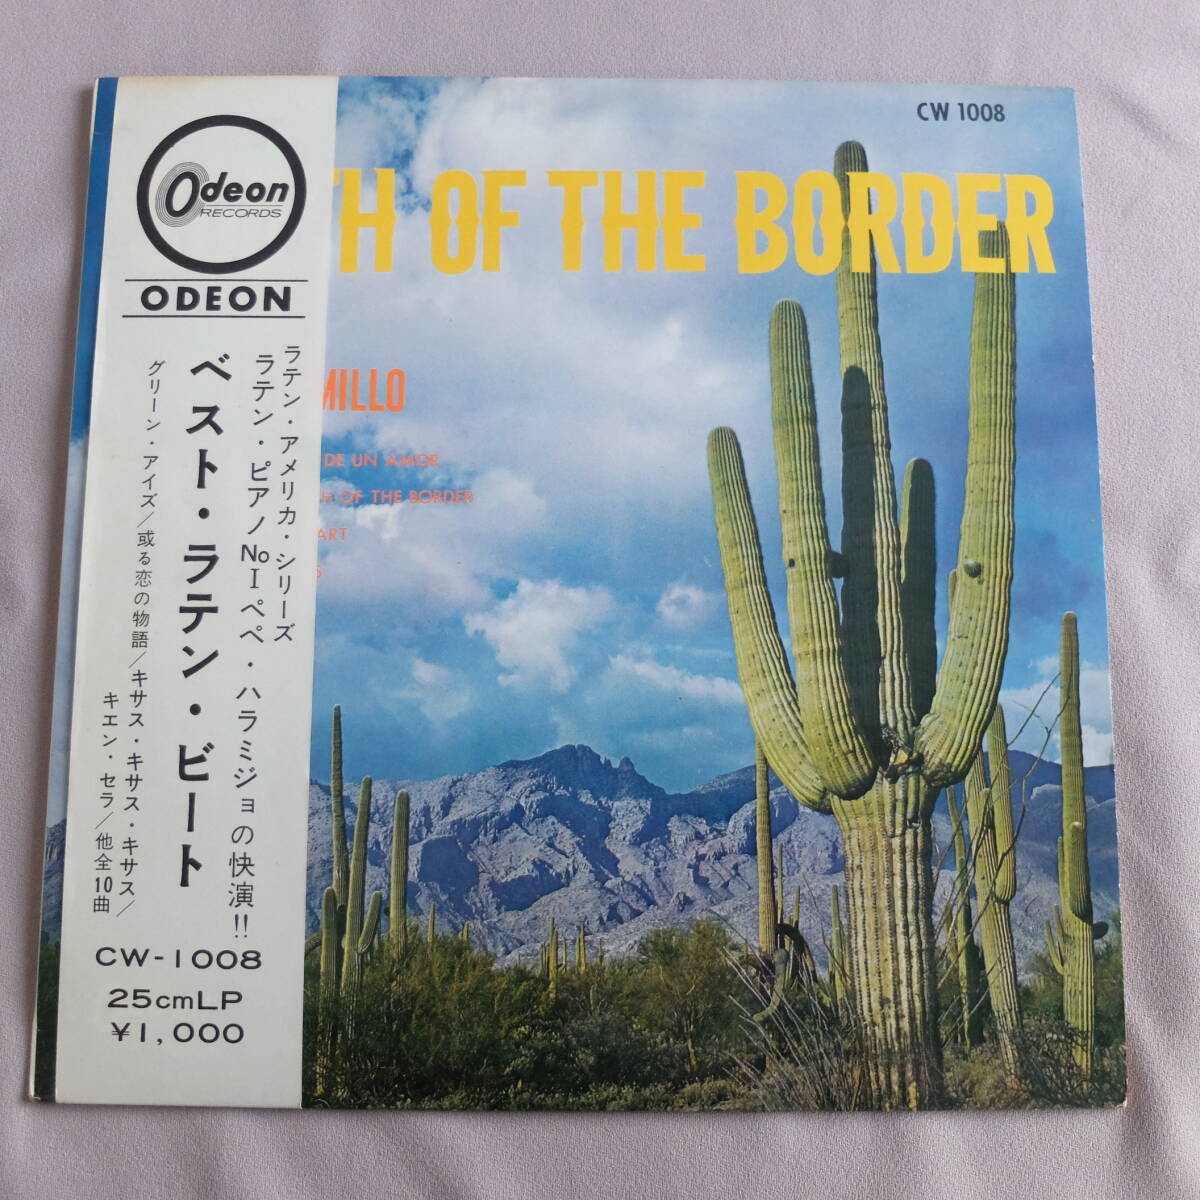 CW 1008
TH OF THE BORDER
MILLO
DE UN AMOR
H OF THE BORDER
ART
S
Odeon
RECORDS
ODEON
ラテン・アメリカ・シリーズ
ラテン・ピアノ No I ペペ・ハラミジョの快演!!
ベスト・ラテン・ビート
グリーン・アイズ/或る恋の物語/キサス・キサス・キサス/
キエン・セラ/他全10曲
CW-1008
25cmLP
¥1,000